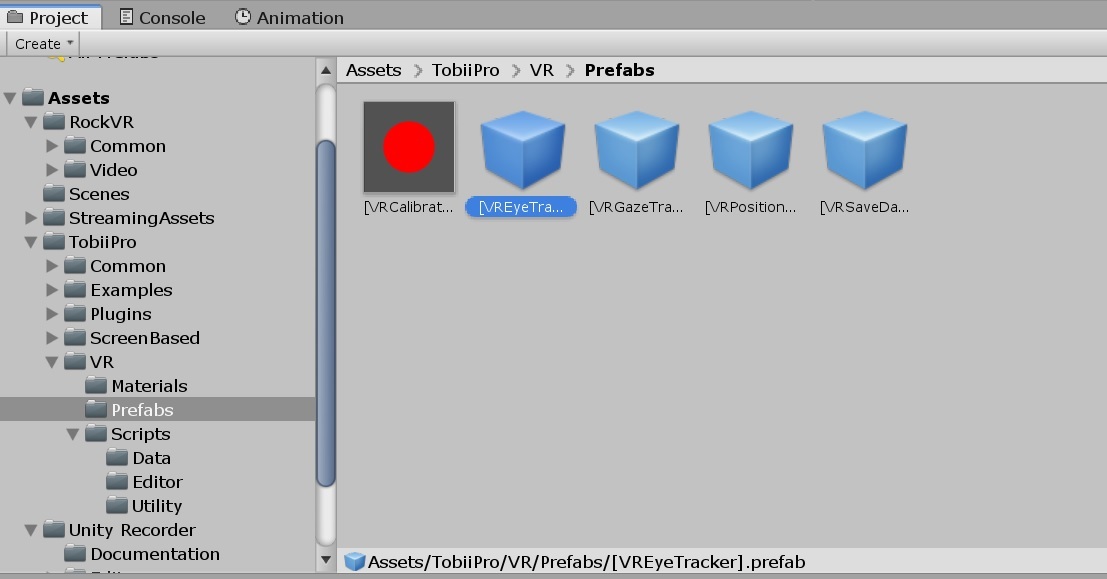 Project
Console
Animation
Create
Assets
RockVR
Common
Video
Scenes
StreamingAssets
TobiiPro
Common
Examples
Plugins
ScreenBased
VR
Materials
Prefabs
Scripts
Data
Editor
Utility
Unity Recorder
Documentation
Assets > TobiiPro > VR > Prefabs
[VRCalibrat...
[VREyeTra...
[VRGazeTra...
[VRPosition...
[VRSaveDa...
Assets/TobiiPro/VR/Prefabs/[VREyeTracker].prefab